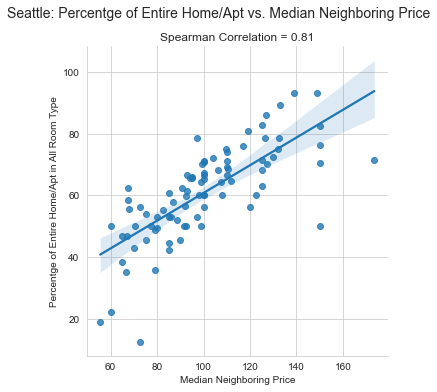 Seattle: Percentge of Entire Home/Apt vs. Median Neighboring Price
Spearman Correlation = 0.81
Percentge of Entire Home/Apt in All Room Type
100
80
60
40
20
60 80 100 120 140 160
Median Neighboring Price